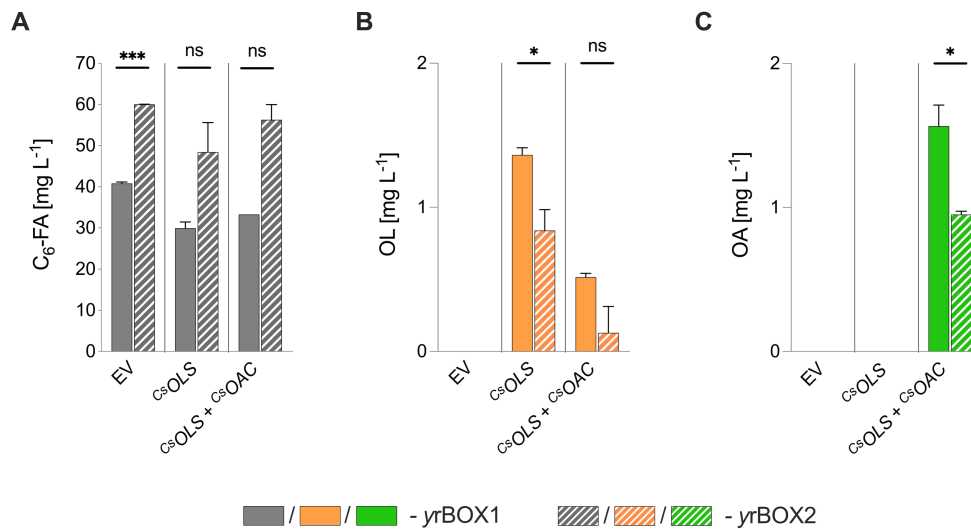 A
C₆-FA [mg L⁻¹]
70
60
50
40
30
20
10
0
***
ns
ns
EV
CsOLS
CsOLS + CsOAC
B
OL [mg L⁻¹]
2
1
0
*
ns
EV
CsOLS
CsOLS + CsOAC
C
OA [mg L⁻¹]
2
1
0
*
EV
CsOLS
CsOLS + CsOAC
/ / - yrBOX1 / / - yrBOX2